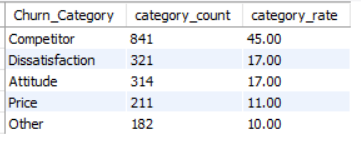 Churn_Category category_count category_rate
Competitor 841 45.00
Dissatisfaction 321 17.00
Attitude 314 17.00
Price 211 11.00
Other 182 10.00